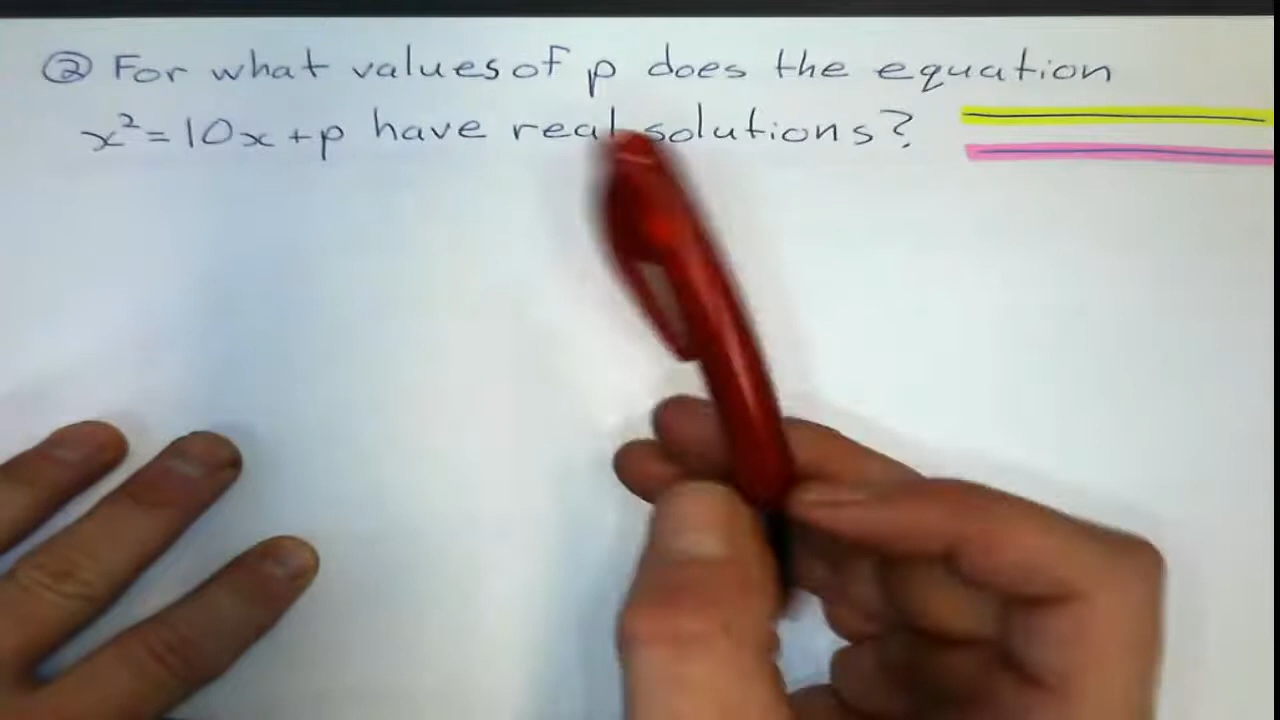 ② For what values of p does the equation
x² = 10x + p have real solutions?